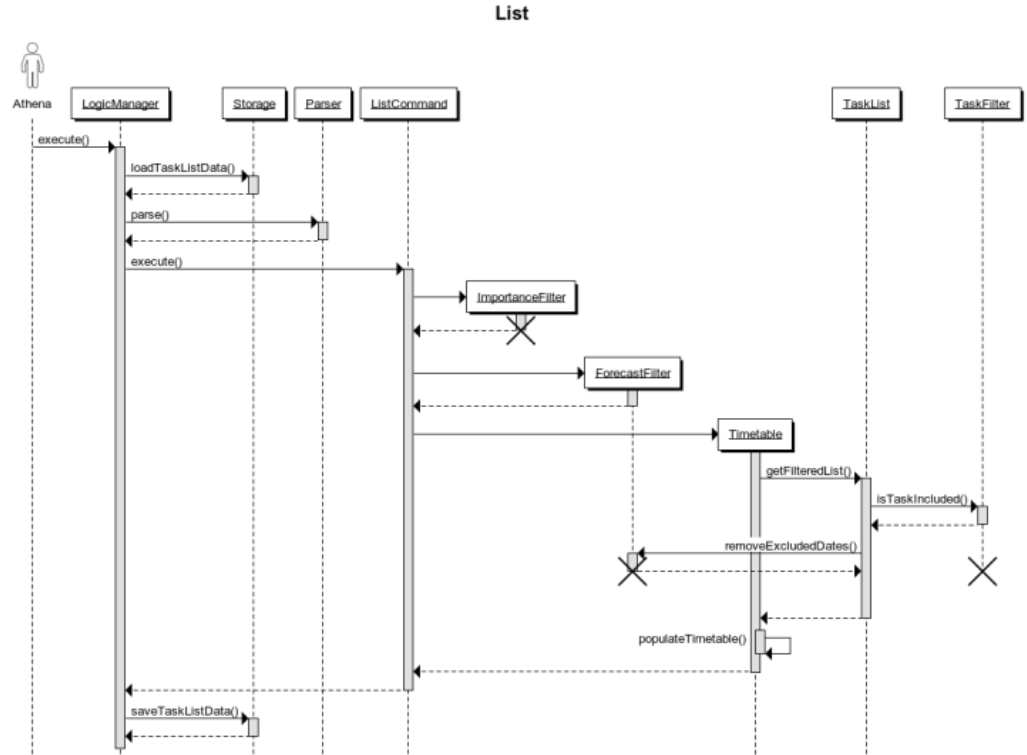 List
Athena
LogicManager
Storage
Parser
ListCommand
TaskList
TaskFilter
execute()
loadTaskListData()
parse()
execute()
ImportanceFilter
ForecastFilter
Timetable
getFilteredList()
isTaskIncluded()
removeExcludedDates()
populateTimetable()
saveTaskListData()